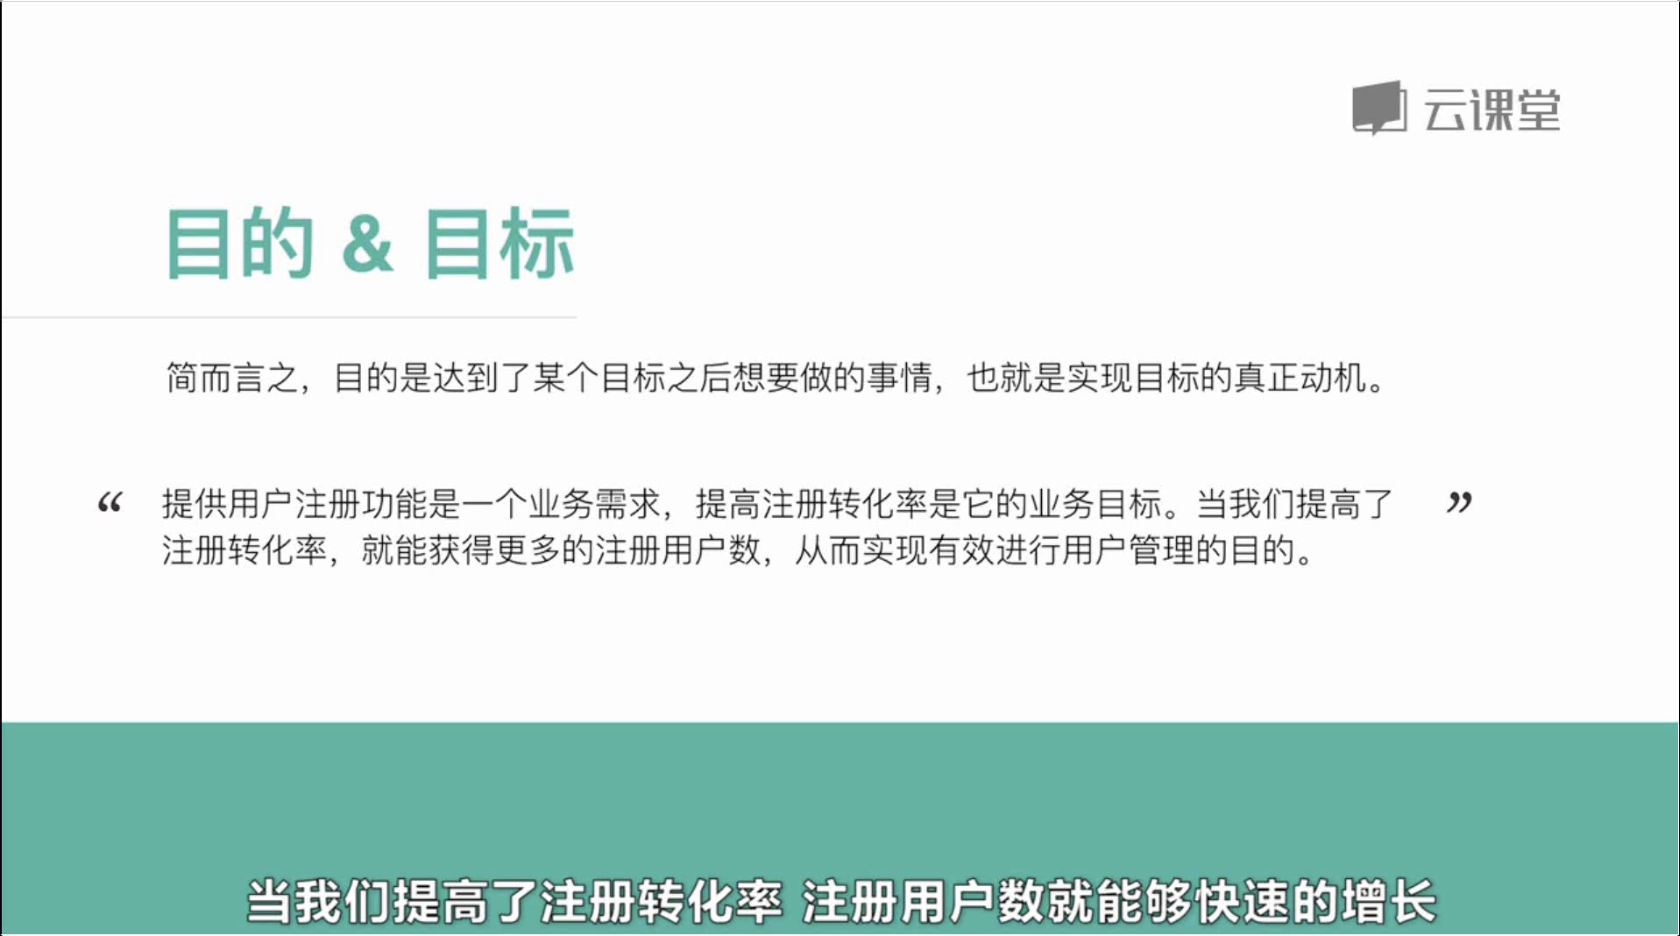 云课堂
目的 & 目标
简而言之，目的是达到了某个目标之后想要做的事情，也就是实现目标的真正动机。
“ 提供用户注册功能是一个业务需求，提高注册转化率是它的业务目标。当我们提高了 ”
注册转化率，就能获得更多的注册用户数，从而实现有效进行用户管理的目的。
当我们提高了注册转化率 注册用户数就能够快速的增长